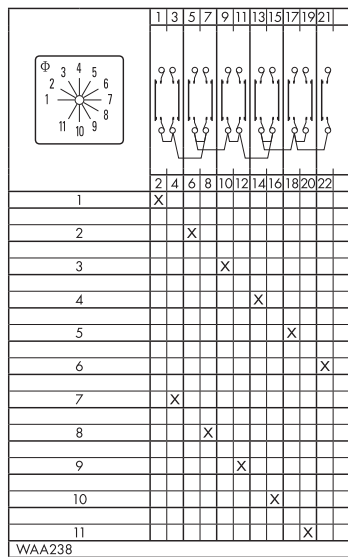 1 3 5 7 9 11 13 15 17 19 21
Φ
1 2 3 4 5 6 7 8 9 10 11
2 4 6 8 10 12 14 16 18 20 22
1 X
2 X
3 X
4 X
5 X
6 X
7 X
8 X
9 X
10 X
11 X
WAA238